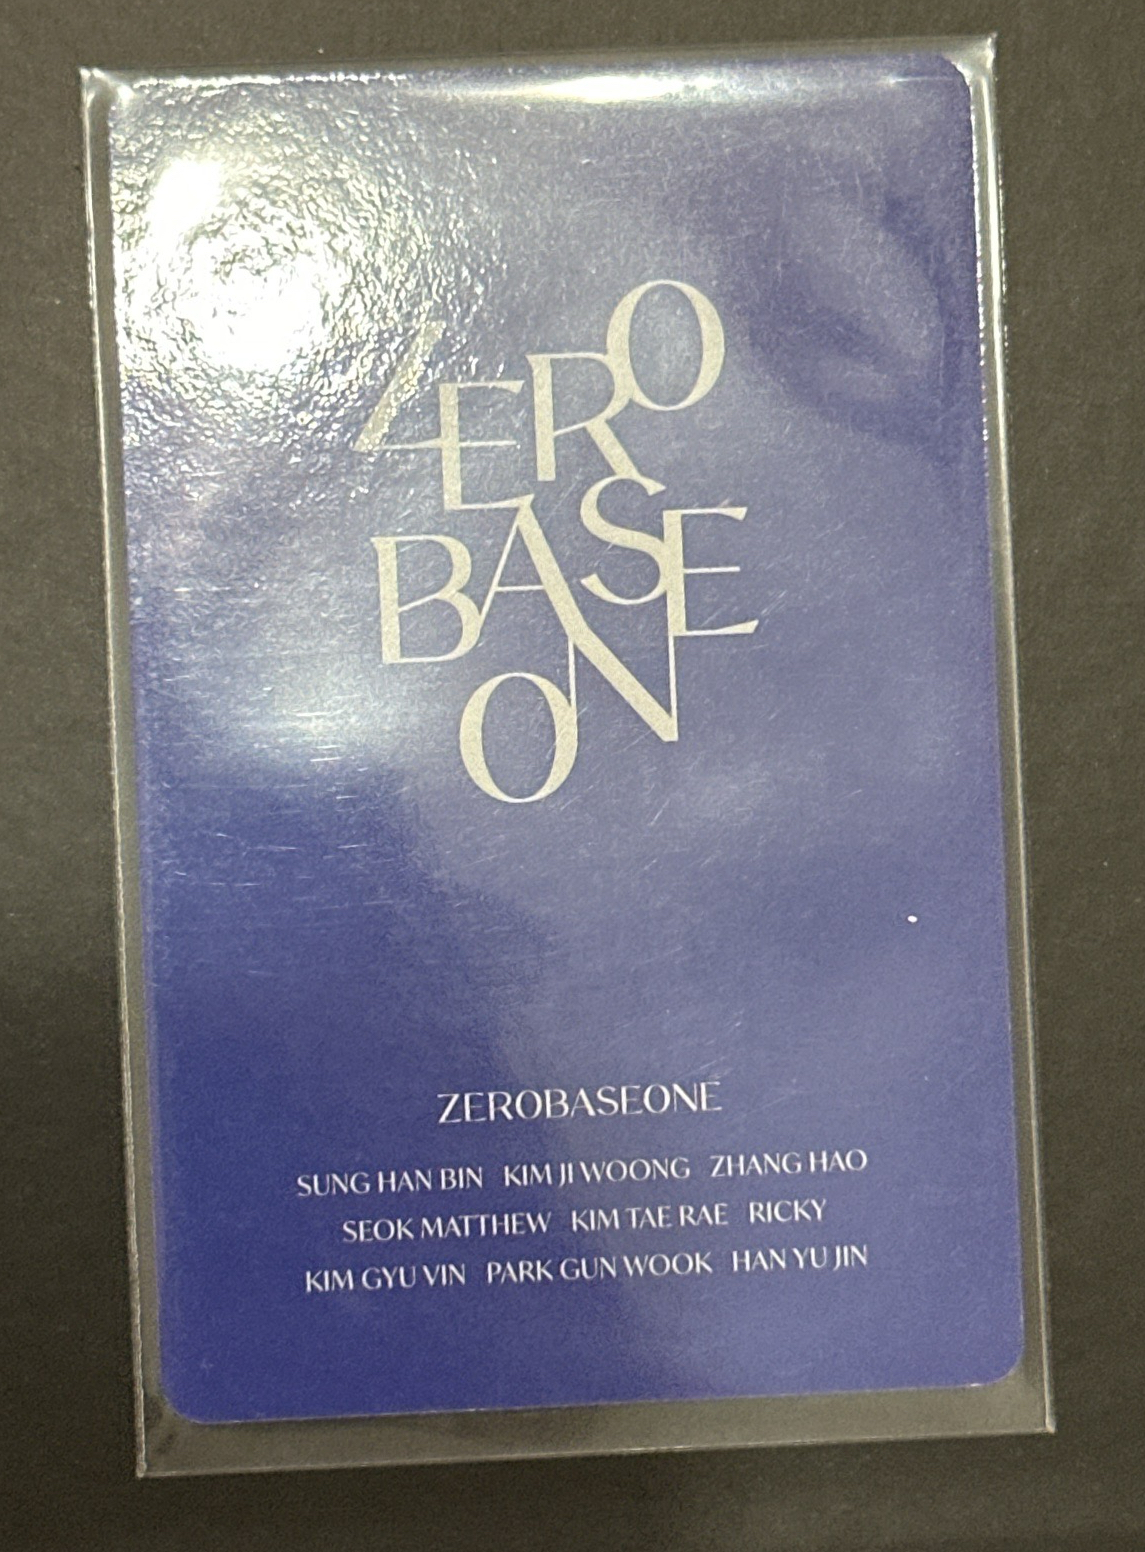 ZERO
BASE
ON
ZEROBASEONE
SUNG HAN BIN KIM JI WOONG ZHANG HAO
SEOK MATTHEW KIM TAE RAE RICKY
KIM GYU VIN PARK GUN WOOK HAN YU JIN